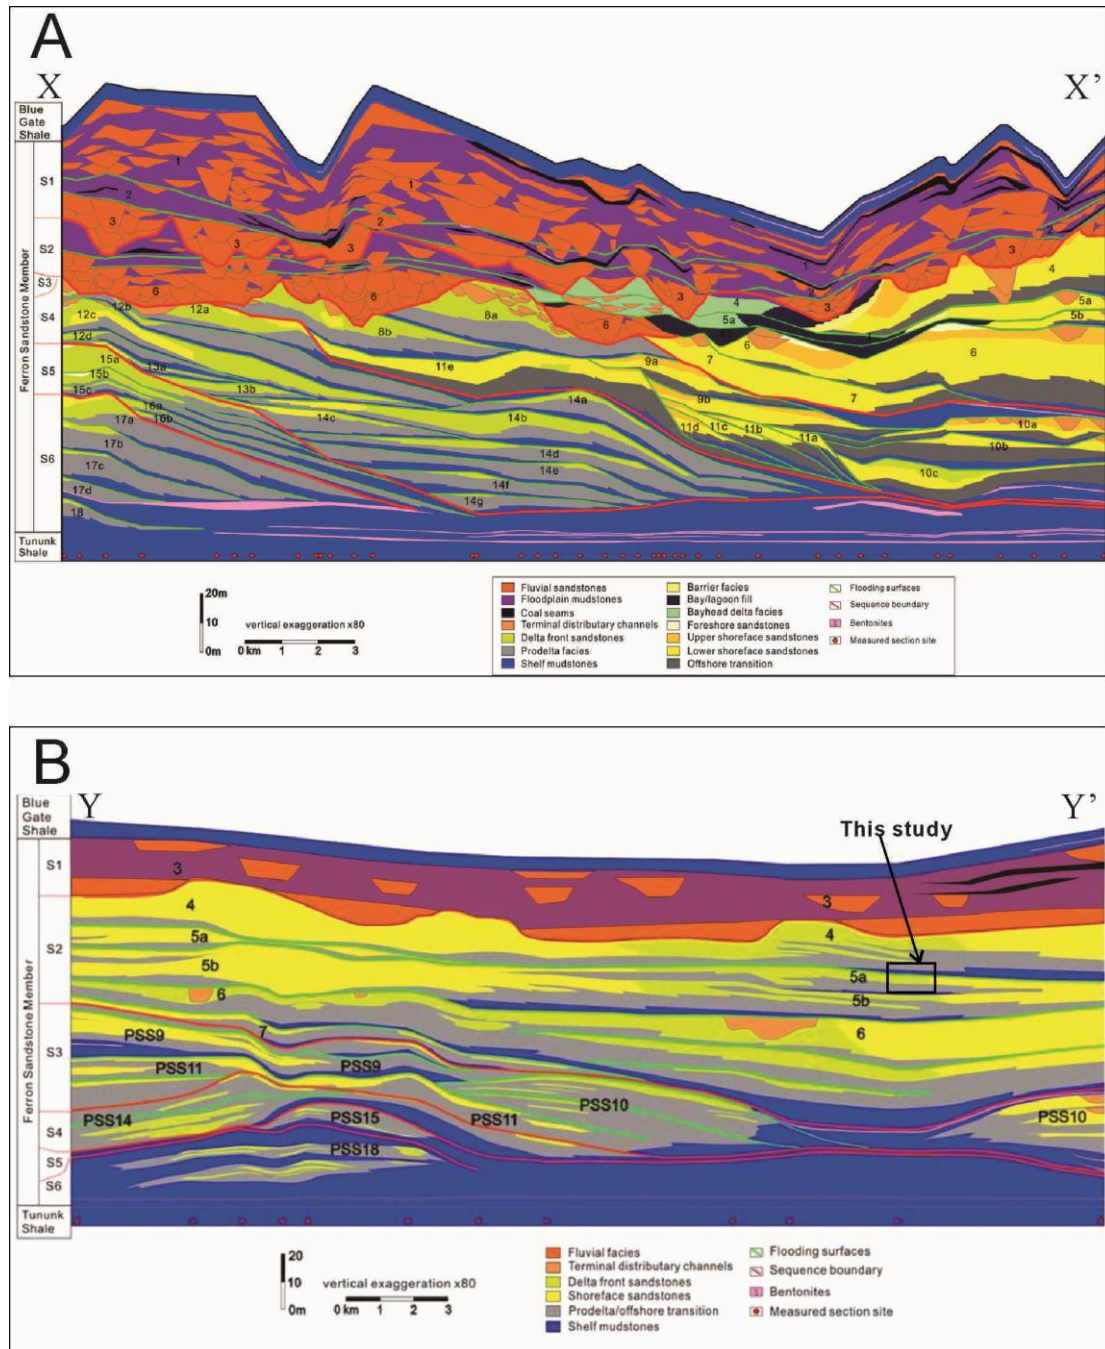 A
X
X'
Blue
Gate
Shale
Ferron Sandstone Member
S1
S2
S3
S4
S5
S6
Tununk
Shale
1
1
2
2
3
3
3
6
6
12b
12a
12c
12d
15a
13a
15b
15c
13b
16a
16b
17a
17b
17c
17d
18
8a
8b
11e
14a
14b
14c
14d
14e
14f
14g
9a
9b
11d
11c
11b
11a
3
4
5a
6
6
7
7
1
2
3
2
3
4
5a
5b
6
10a
10b
10c
20m
10
0m
vertical exaggeration x80
0 km 1 2 3
Fluvial sandstones
Floodplain mudstones
Coal seams
Terminal distributary channels
Delta front sandstones
Prodelta facies
Shelf mudstones
Barrier facies
Bay/lagoon fill
Bayhead delta facies
Foreshore sandstones
Upper shoreface sandstones
Lower shoreface sandstones
Offshore transition
Flooding surfaces
Sequence boundary
Bentonites
Measured section site
B
Y
Y'
This study
Blue
Gate
Shale
Ferron Sandstone Member
S1
S2
S3
S4
S5
S6
Tununk
Shale
3
3
4
4
5a
5a
5b
5b
6
6
7
PSS9
PSS9
PSS11
PSS10
PSS14
PSS15
PSS11
PSS10
PSS18
20
10
0m
vertical exaggeration x80
0 km 1 2 3
Fluvial facies
Terminal distributary channels
Delta front sandstones
Shoreface sandstones
Prodelta/offshore transition
Shelf mudstones
Flooding surfaces
Sequence boundary
Bentonites
Measured section site